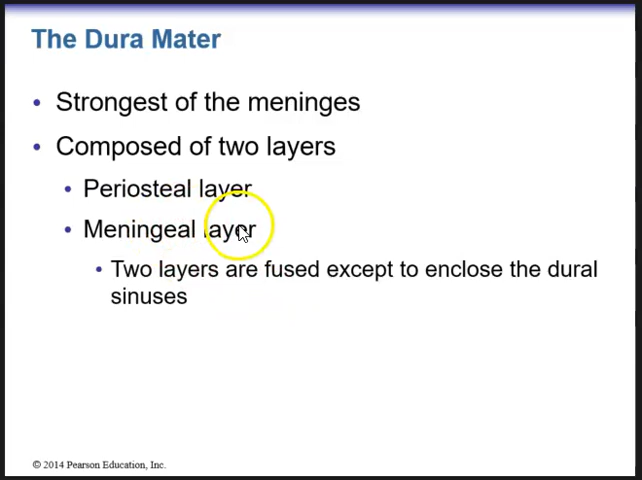 The Dura Mater
• Strongest of the meninges
• Composed of two layers
• Periosteal layer
• Meningeal layer
• Two layers are fused except to enclose the dural
sinuses
© 2014 Pearson Education, Inc.